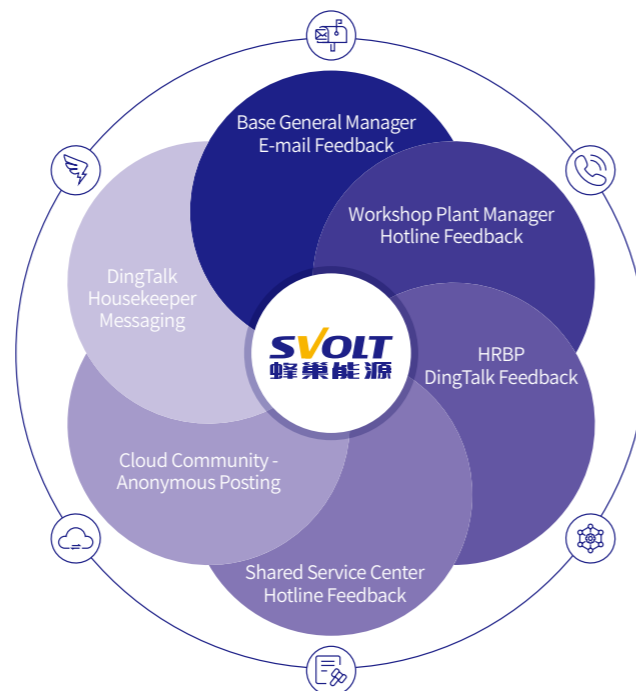 Base General Manager
E-mail Feedback
Workshop Plant Manager
Hotline Feedback
DingTalk
Housekeeper
Messaging
SVOLT
蜂巢能源
HRBP
DingTalk Feedback
Cloud Community -
Anonymous Posting
Shared Service Center
Hotline Feedback